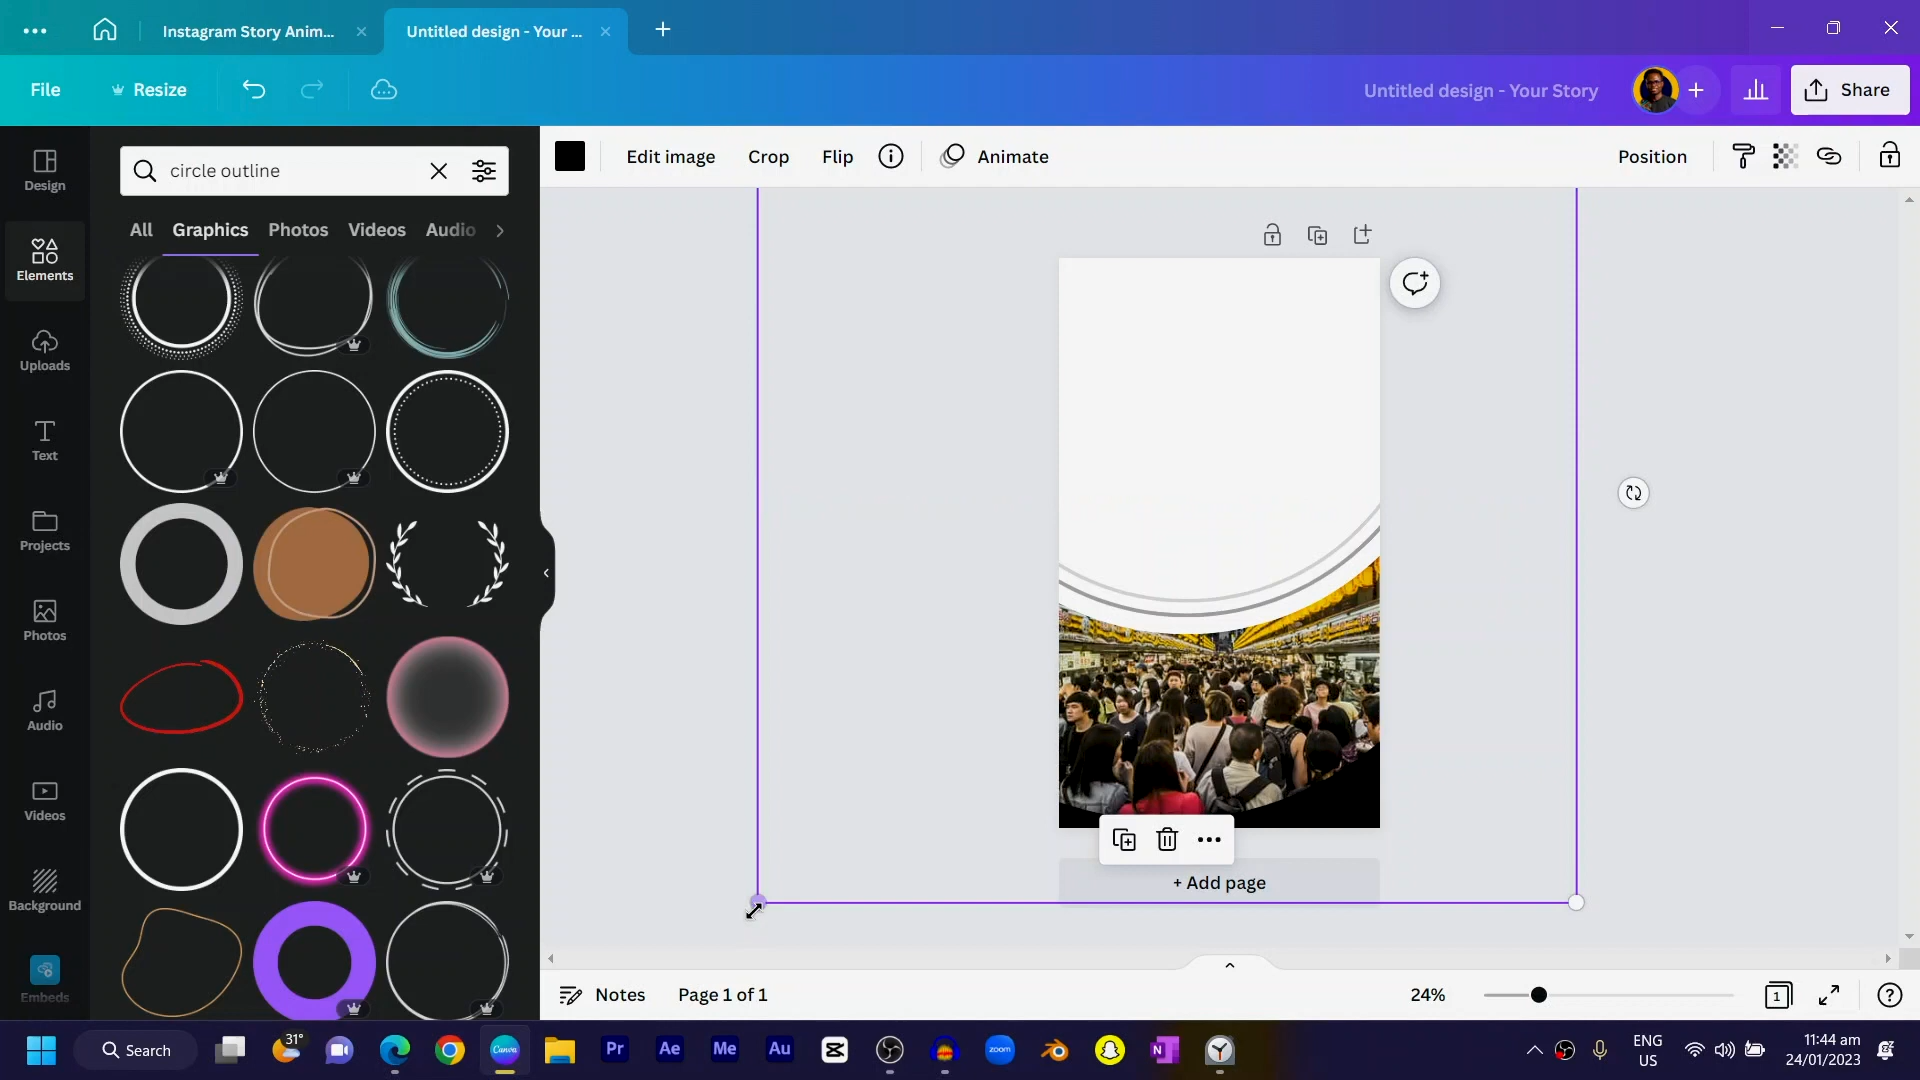 Instagram Story Anim...
Untitled design - Your ...
File
Resize
Untitled design - Your Story
Share
circle outline
Edit image
Crop
Flip
Animate
Position
Design
All
Graphics
Photos
Videos
Audio
Elements
Uploads
Text
Projects
Photos
Audio
Videos
Background
Embeds
+ Add page
Notes
Page 1 of 1
24%
1
Search
31°
Canva
Pr
Ae
Me
Au
zoom
N
ENG
US
11:44 am
24/01/2023